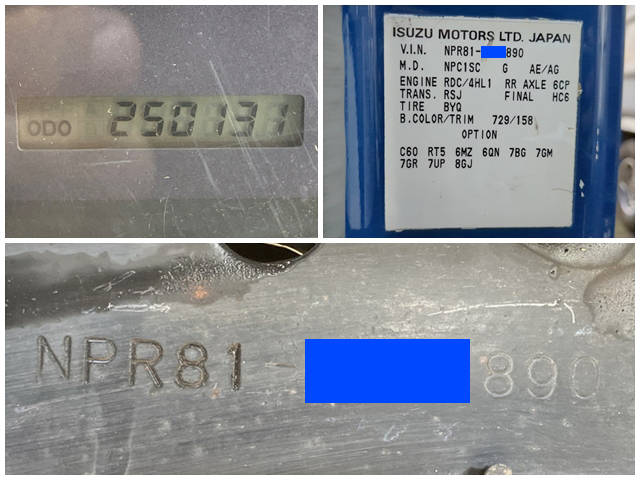 ODO 250131
ISUZU MOTORS LTD. JAPAN
V.I.N. NPR81- 890
M.D. NPC1SC G AE/AG
ENGINE RDC/4HL1 RR AXLE 6CP
TRANS. RSJ FINAL HC6
TIRE BYQ
B.COLOR/TRIM 729/158
OPTION
C60 RT5 6MZ 6QN 7BG 7GM
7GR 7UP 8GJ
NPR81 - 890